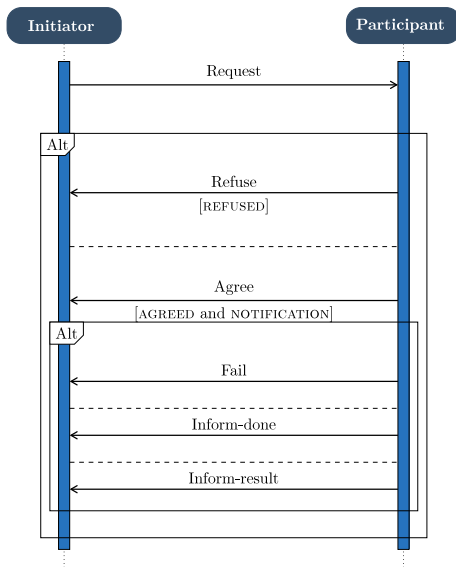 Initiator
Participant
Request
Alt
Refuse
[REFUSED]
Agree
[AGREED and NOTIFICATION]
Alt
Fail
Inform-done
Inform-result